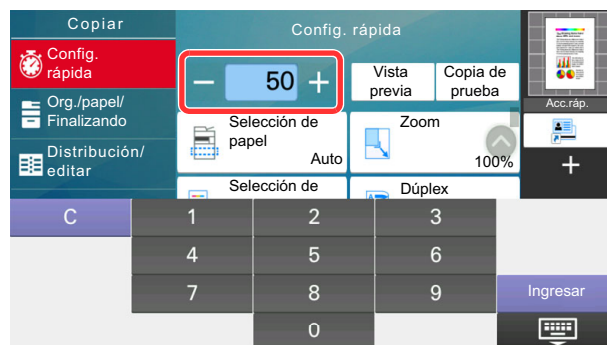 Copiar
Config. rápida
Config.
rápida
− 50 +
Vista
previa
Copia de
prueba
Acc.ráp.
Org./papel/
Finalizando
Selección de
papel
Auto
Zoom
100%
Distribución/
editar
+
Selección de
Dúplex
C
1
2
3
4
5
6
7
8
9
Ingresar
0